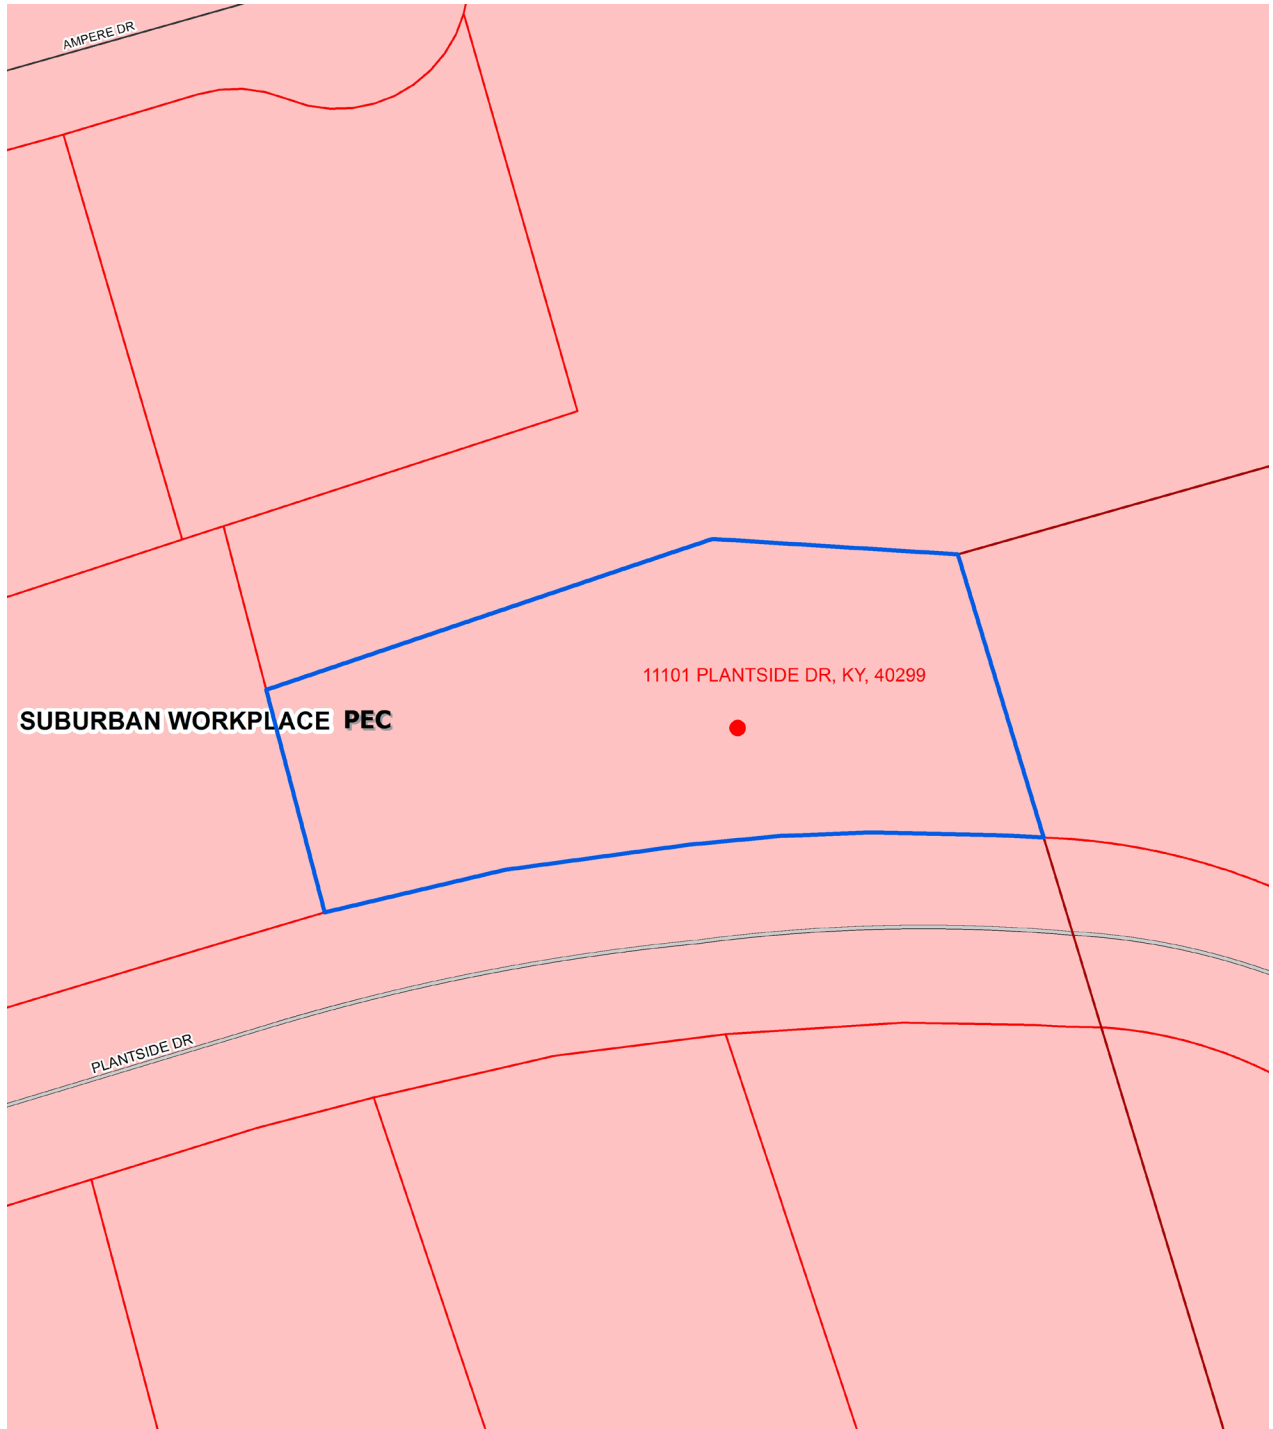 AMPERE DR
11101 PLANTSIDE DR, KY, 40299
SUBURBAN WORKPLACE PEC
PLANTSIDE DR